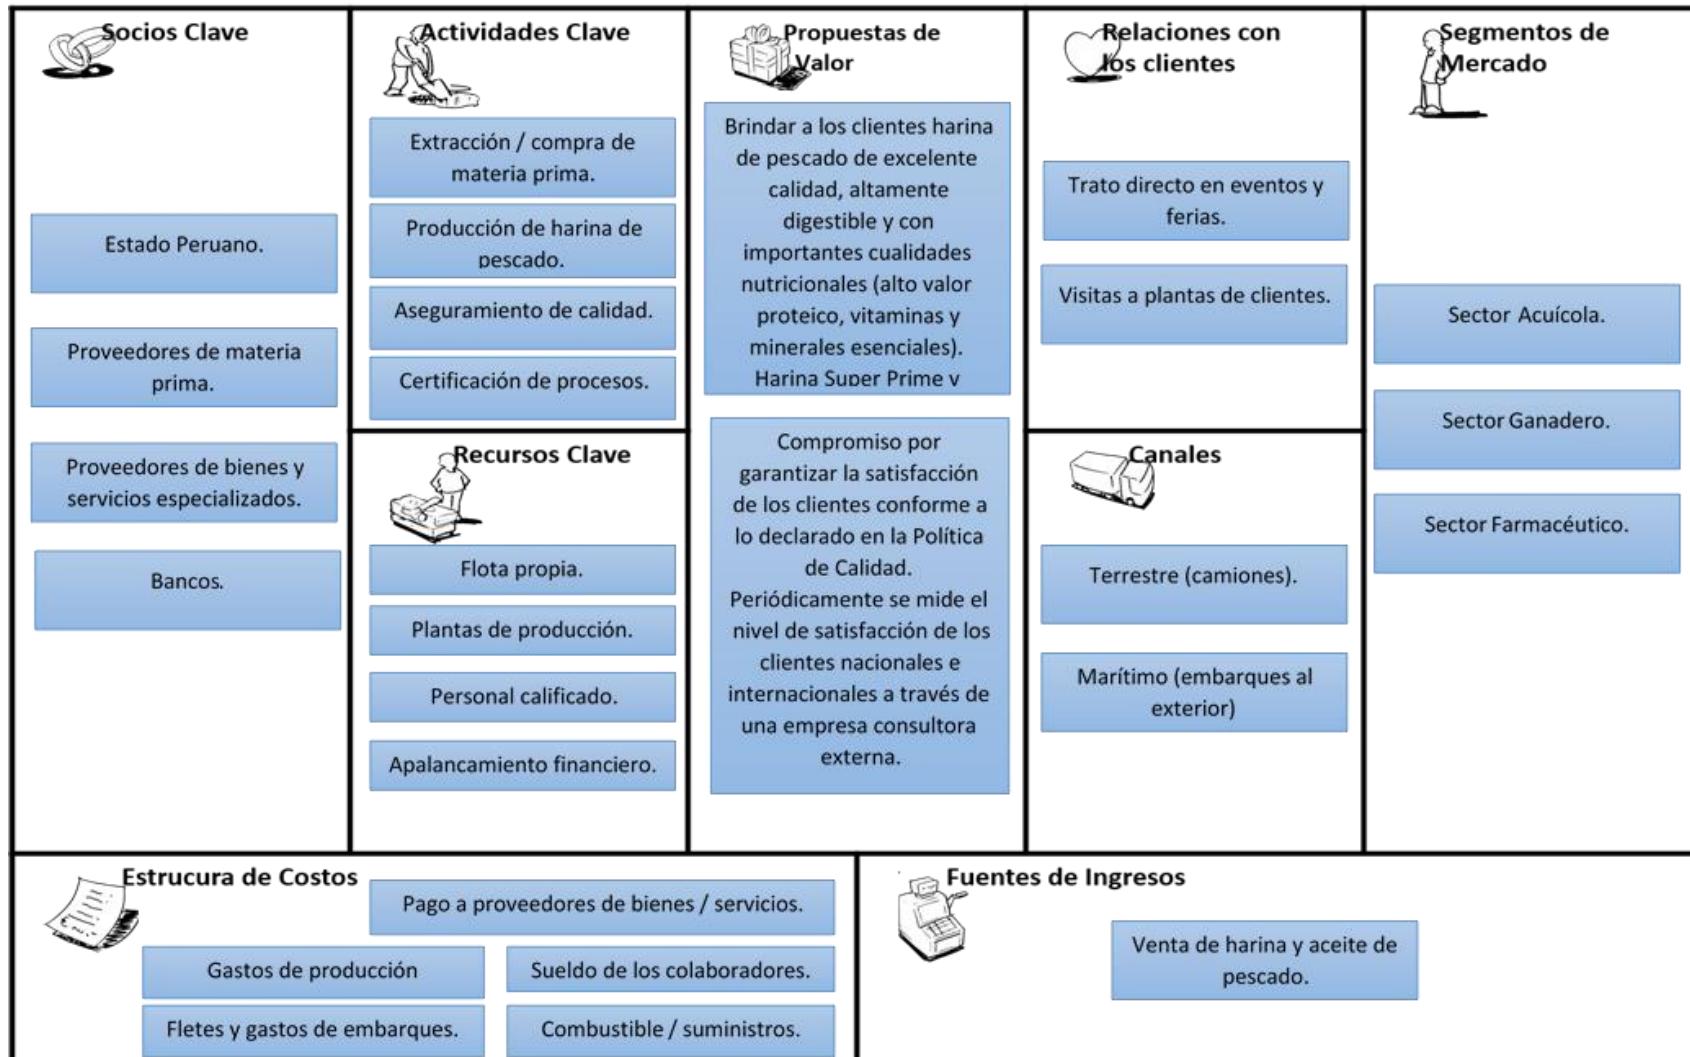 Socios Clave
Estado Peruano.
Proveedores de materia
prima.
Proveedores de bienes y
servicios especializados.
Bancos.
Actividades Clave
Extracción / compra de
materia prima.
Producción de harina de
pescado.
Aseguramiento de calidad.
Certificación de procesos.
Recursos Clave
Flota propia.
Plantas de producción.
Personal calificado.
Apalancamiento financiero.
Propuestas de
Valor
Brindar a los clientes harina
de pescado de excelente
calidad, altamente
digestible y con
importantes cualidades
nutricionales (alto valor
proteico, vitaminas y
minerales esenciales).
Harina Super Prime y
Compromiso por
garantizar la satisfacción
de los clientes conforme a
lo declarado en la Política
de Calidad.
Periódicamente se mide el
nivel de satisfacción de los
clientes nacionales e
internacionales a través de
una empresa consultora
externa.
Relaciones con
los clientes
Trato directo en eventos y
ferias.
Visitas a plantas de clientes.
Canales
Terrestre (camiones).
Marítimo (embarques al
exterior)
Segmentos de
Mercado
Sector Acuícola.
Sector Ganadero.
Sector Farmacéutico.
Estrucura de Costos
Pago a proveedores de bienes / servicios.
Gastos de producción
Sueldo de los colaboradores.
Fletes y gastos de embarques.
Combustible / suministros.
Fuentes de Ingresos
Venta de harina y aceite de
pescado.